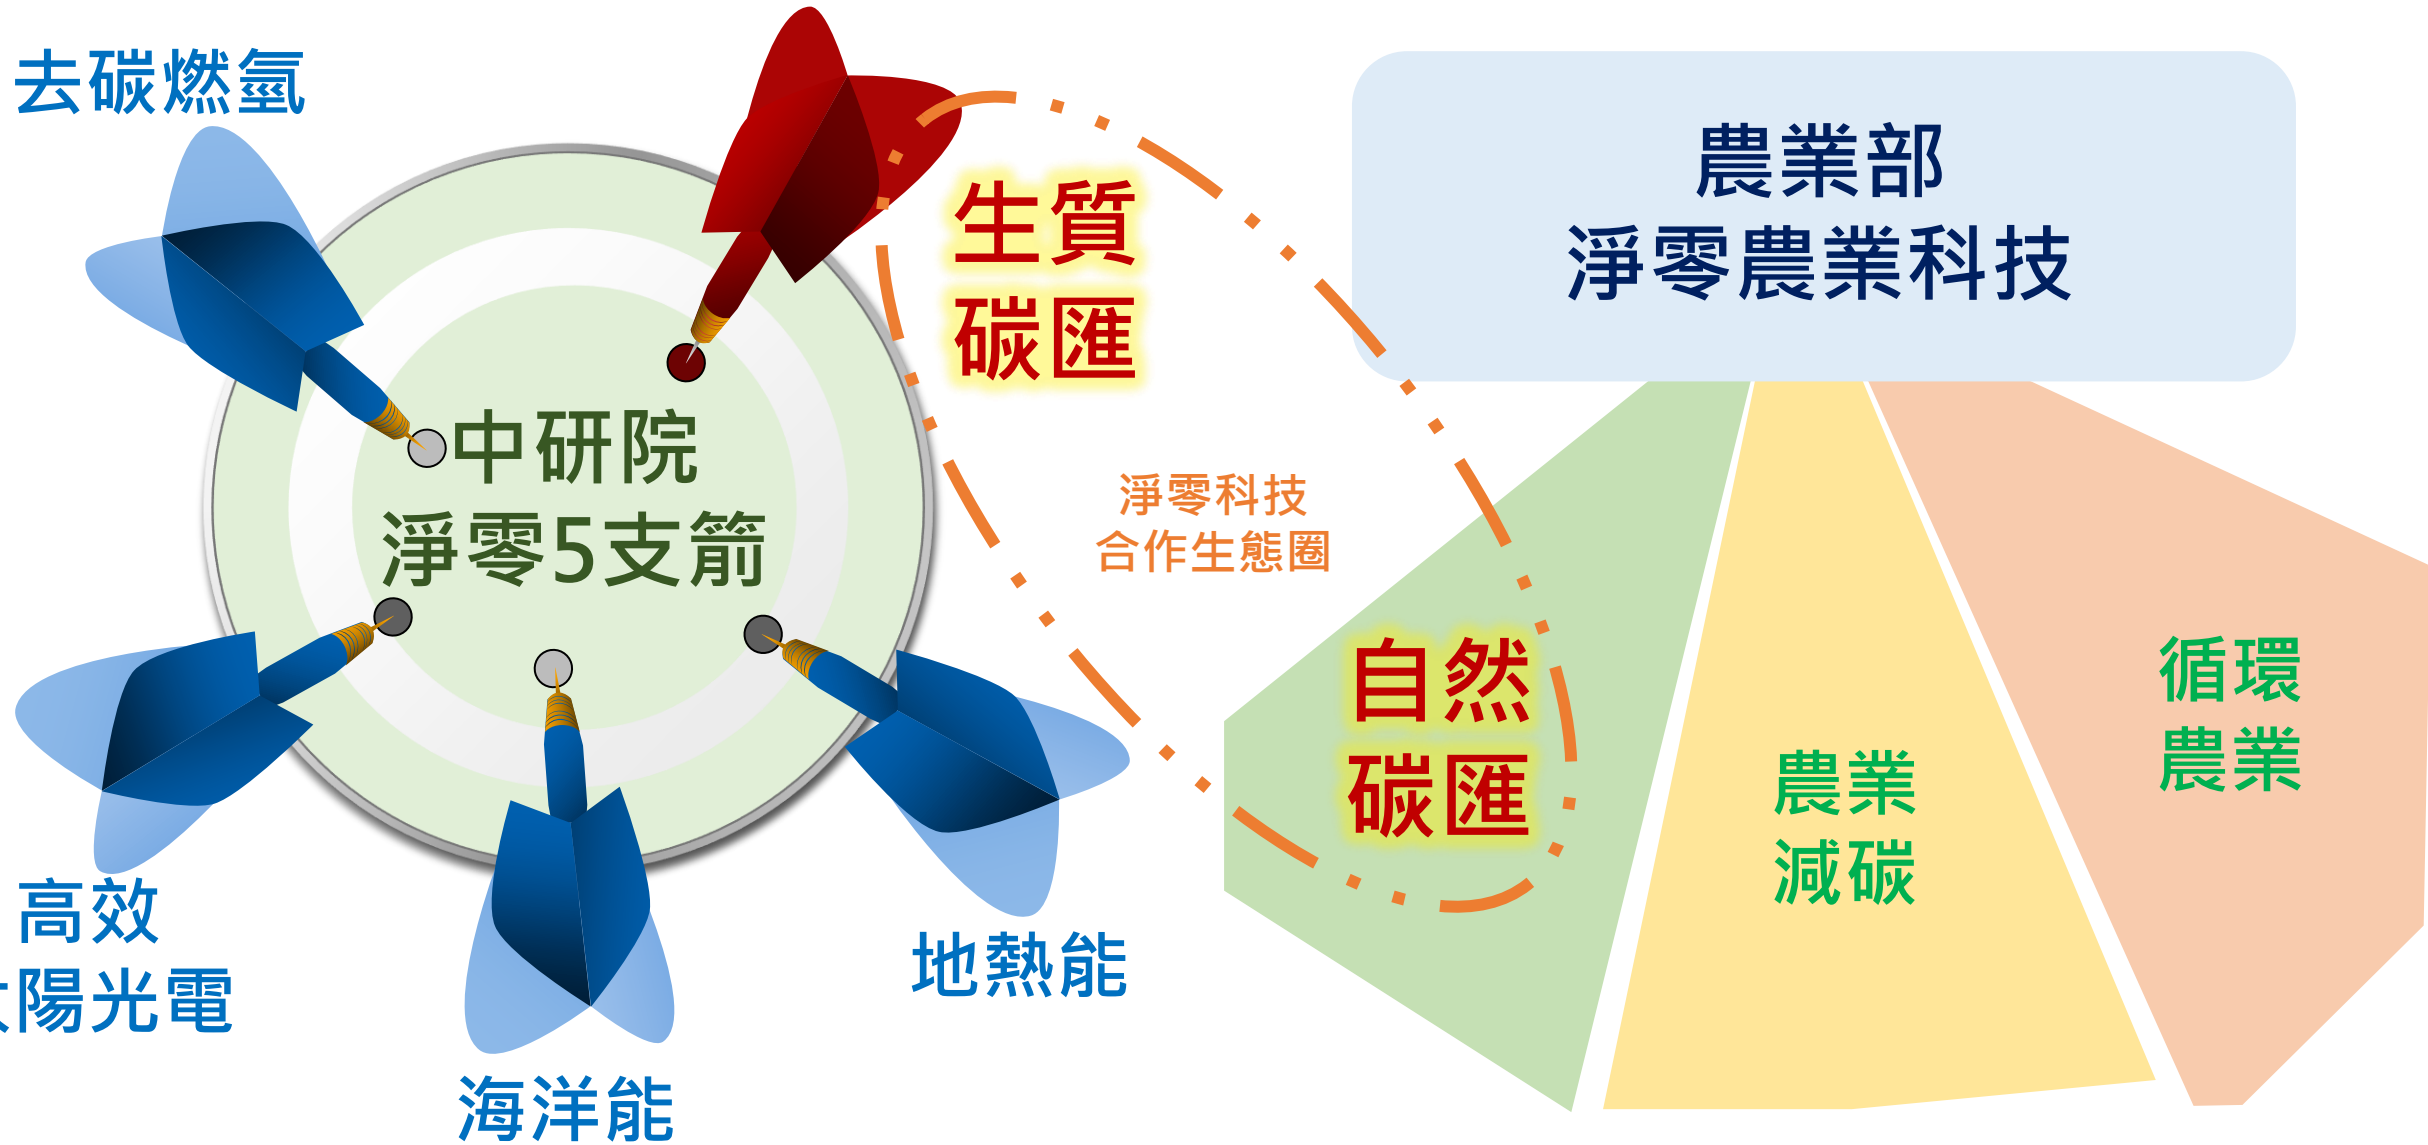 去碳燃氫
中研院
淨零5支箭
高效
太陽光電
海洋能
地熱能
生質
碳匯
淨零科技
合作生態圈
農業部
淨零農業科技
自然
碳匯
農業
減碳
循環
農業